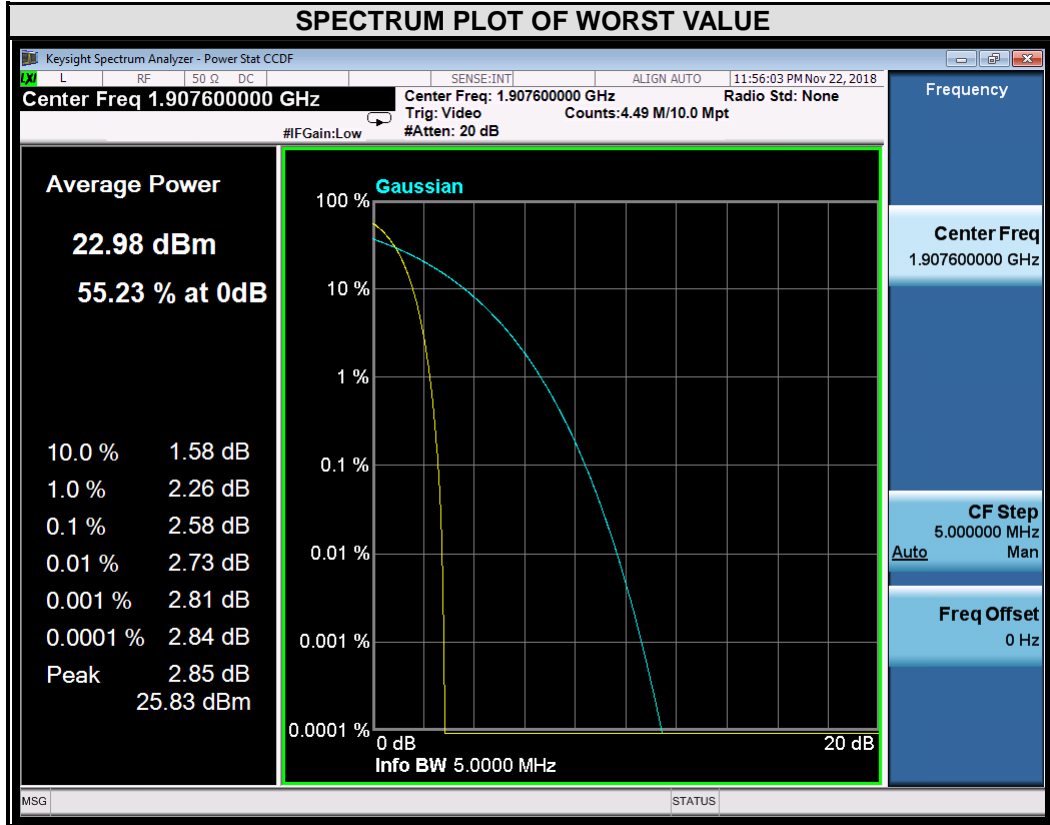 SPECTRUM PLOT OF WORST VALUE
Keysight Spectrum Analyzer - Power Stat CCDF
LXI L RF 50 Ω DC SENSE:INT ALIGN AUTO 11:56:03 PM Nov 22, 2018
Center Freq 1.907600000 GHz
Center Freq: 1.907600000 GHz Radio Std: None
Trig: Video Counts:4.49 M/10.0 Mpt
#IFGain:Low #Atten: 20 dB
Frequency
Average Power
22.98 dBm
55.23 % at 0dB
10.0 % 1.58 dB
1.0 % 2.26 dB
0.1 % 2.58 dB
0.01 % 2.73 dB
0.001 % 2.81 dB
0.0001 % 2.84 dB
Peak 2.85 dB
25.83 dBm
Gaussian
100 %
10 %
1 %
0.1 %
0.01 %
0.001 %
0.0001 %
0 dB 20 dB
Info BW 5.0000 MHz
Center Freq
1.907600000 GHz
CF Step
5.000000 MHz
Auto Man
Freq Offset
0 Hz
MSG STATUS